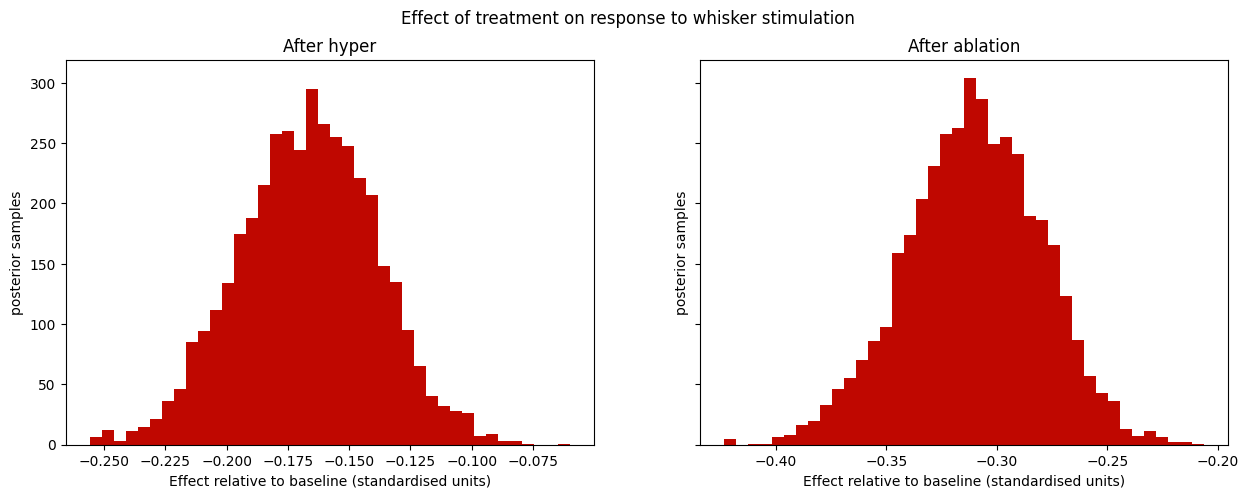 Effect of treatment on response to whisker stimulation
After hyper
300
250
200
150
100
50
0
posterior samples
−0.250 −0.225 −0.200 −0.175 −0.150 −0.125 −0.100 −0.075
Effect relative to baseline (standardised units)
After ablation
posterior samples
−0.40 −0.35 −0.30 −0.25 −0.20
Effect relative to baseline (standardised units)